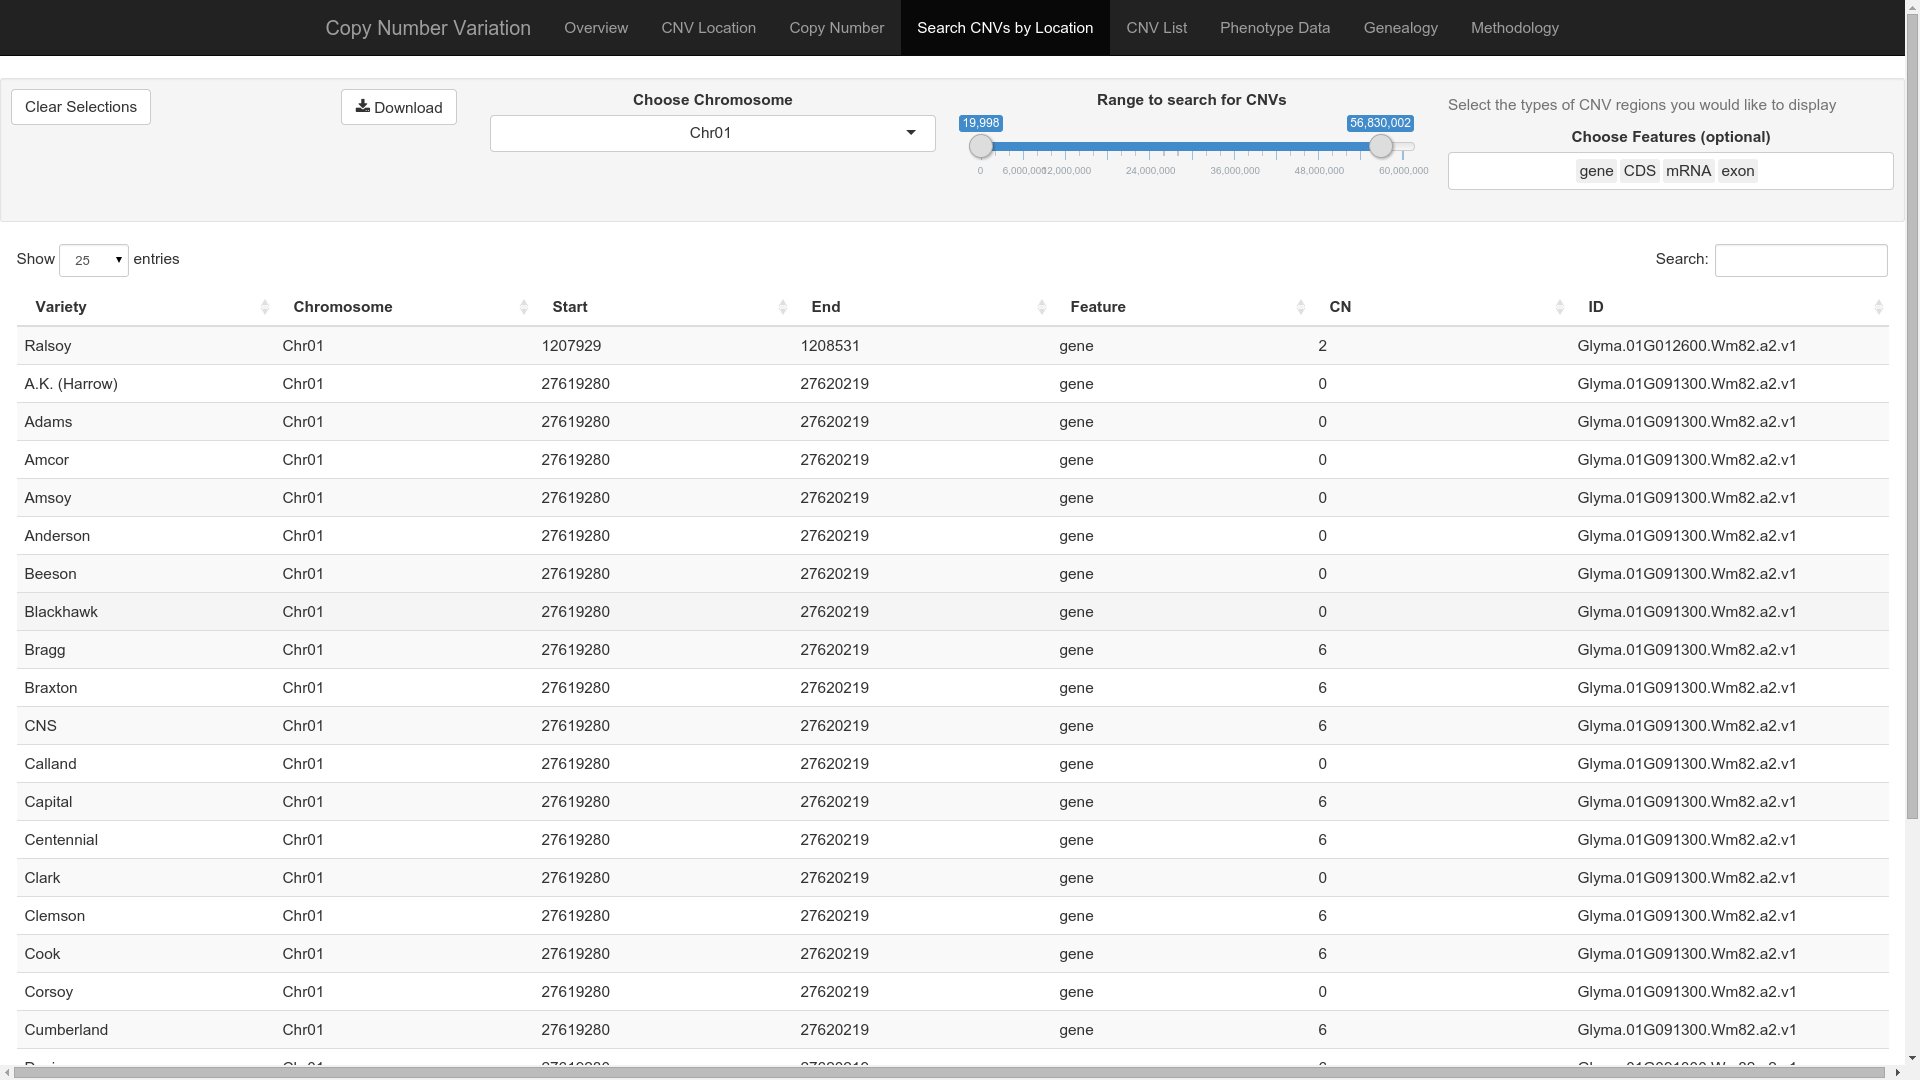 Copy Number Variation Overview CNV Location Copy Number Search CNVs by Location CNV List Phenotype Data Genealogy Methodology
Clear Selections
Download
Choose Chromosome
Chr01
Range to search for CNVs
19,998 56,830,002
0 6,000,000 12,000,000 24,000,000 36,000,000 48,000,000 60,000,000
Select the types of CNV regions you would like to display
Choose Features (optional)
gene CDS mRNA exon
Show 25 entries
Search:
Variety Chromosome Start End Feature CN ID
Ralsoy Chr01 1207929 1208531 gene 2 Glyma.01G012600.Wm82.a2.v1
A.K. (Harrow) Chr01 27619280 27620219 gene 0 Glyma.01G091300.Wm82.a2.v1
Adams Chr01 27619280 27620219 gene 0 Glyma.01G091300.Wm82.a2.v1
Amcor Chr01 27619280 27620219 gene 0 Glyma.01G091300.Wm82.a2.v1
Amsoy Chr01 27619280 27620219 gene 0 Glyma.01G091300.Wm82.a2.v1
Anderson Chr01 27619280 27620219 gene 0 Glyma.01G091300.Wm82.a2.v1
Beeson Chr01 27619280 27620219 gene 0 Glyma.01G091300.Wm82.a2.v1
Blackhawk Chr01 27619280 27620219 gene 0 Glyma.01G091300.Wm82.a2.v1
Bragg Chr01 27619280 27620219 gene 6 Glyma.01G091300.Wm82.a2.v1
Braxton Chr01 27619280 27620219 gene 6 Glyma.01G091300.Wm82.a2.v1
CNS Chr01 27619280 27620219 gene 6 Glyma.01G091300.Wm82.a2.v1
Calland Chr01 27619280 27620219 gene 0 Glyma.01G091300.Wm82.a2.v1
Capital Chr01 27619280 27620219 gene 6 Glyma.01G091300.Wm82.a2.v1
Centennial Chr01 27619280 27620219 gene 6 Glyma.01G091300.Wm82.a2.v1
Clark Chr01 27619280 27620219 gene 0 Glyma.01G091300.Wm82.a2.v1
Clemson Chr01 27619280 27620219 gene 6 Glyma.01G091300.Wm82.a2.v1
Cook Chr01 27619280 27620219 gene 6 Glyma.01G091300.Wm82.a2.v1
Corsoy Chr01 27619280 27620219 gene 0 Glyma.01G091300.Wm82.a2.v1
Cumberland Chr01 27619280 27620219 gene 6 Glyma.01G091300.Wm82.a2.v1